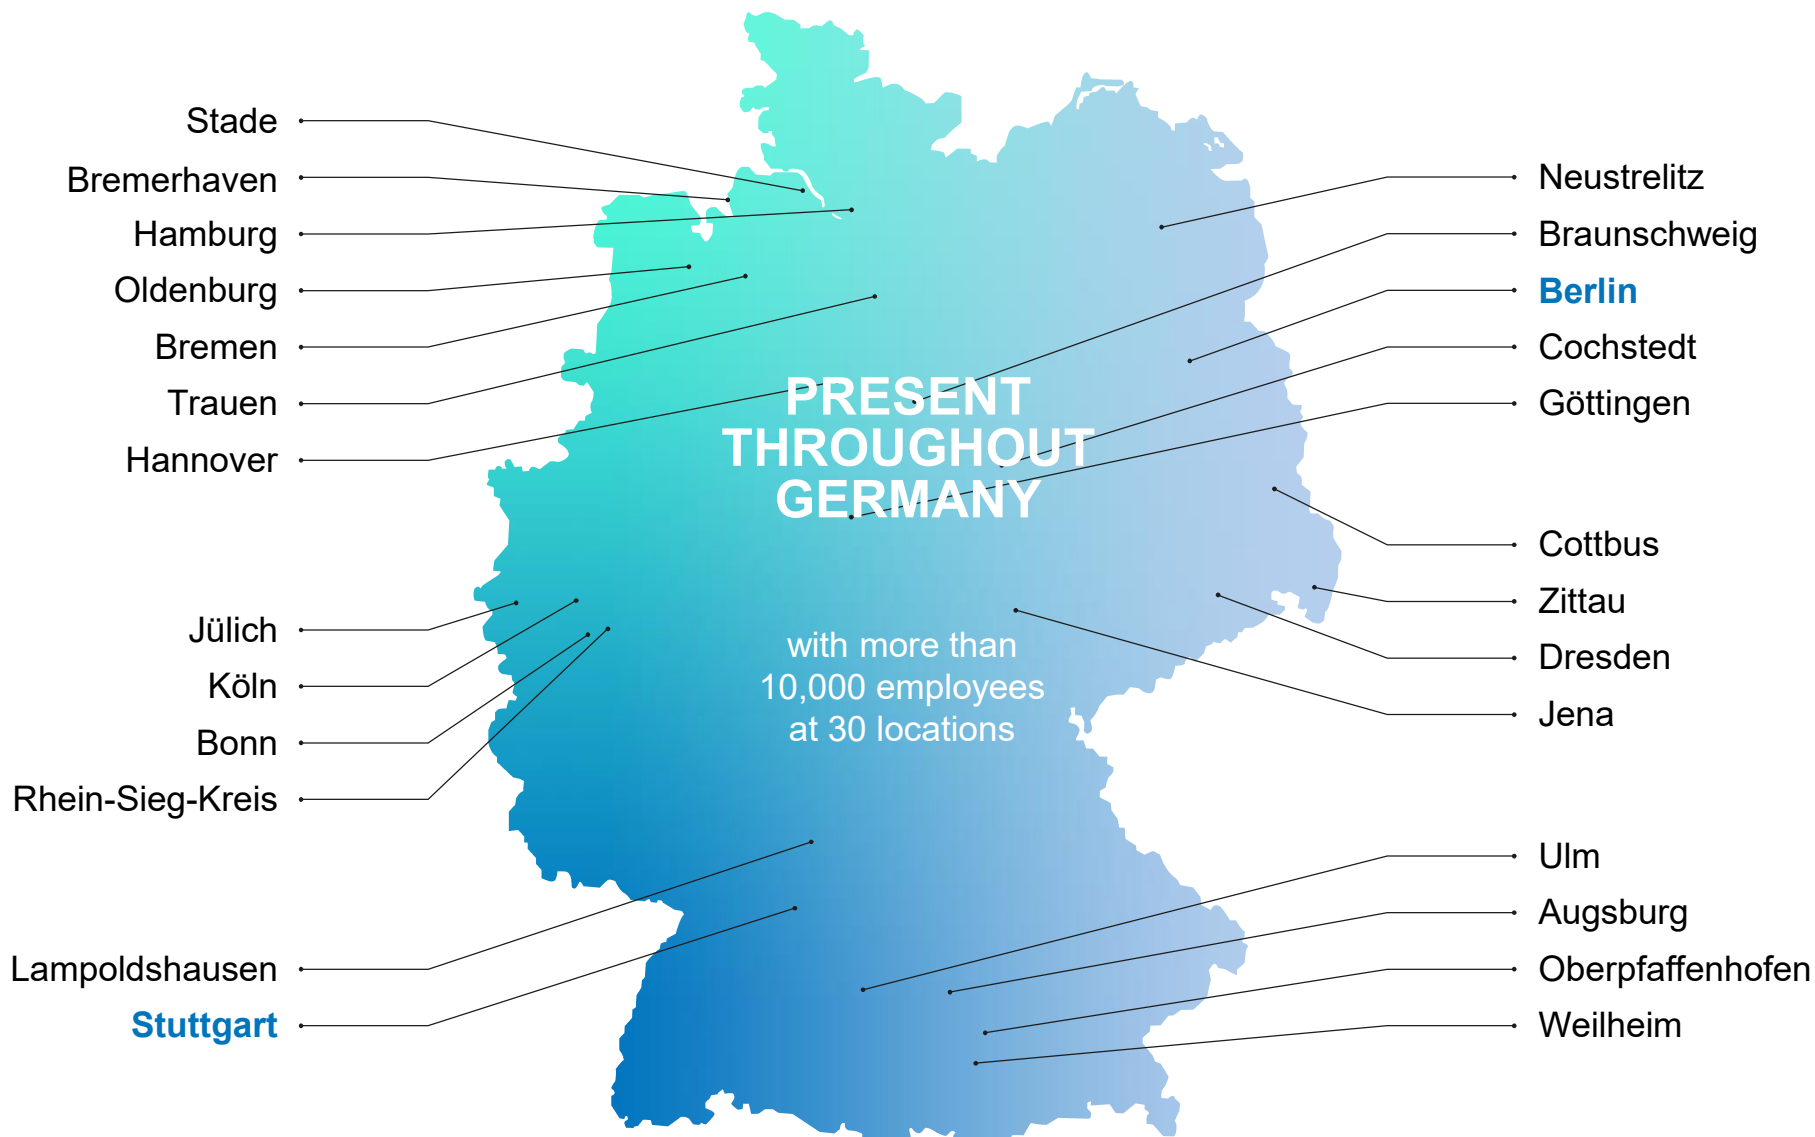 Stade
Bremerhaven
Hamburg
Oldenburg
Bremen
Trauen
Hannover
Jülich
Köln
Bonn
Rhein-Sieg-Kreis
Lampoldshausen
Stuttgart
PRESENT
THROUGHOUT
GERMANY
with more than
10,000 employees
at 30 locations
Neustrelitz
Braunschweig
Berlin
Cochstedt
Göttingen
Cottbus
Zittau
Dresden
Jena
Ulm
Augsburg
Oberpfaffenhofen
Weilheim